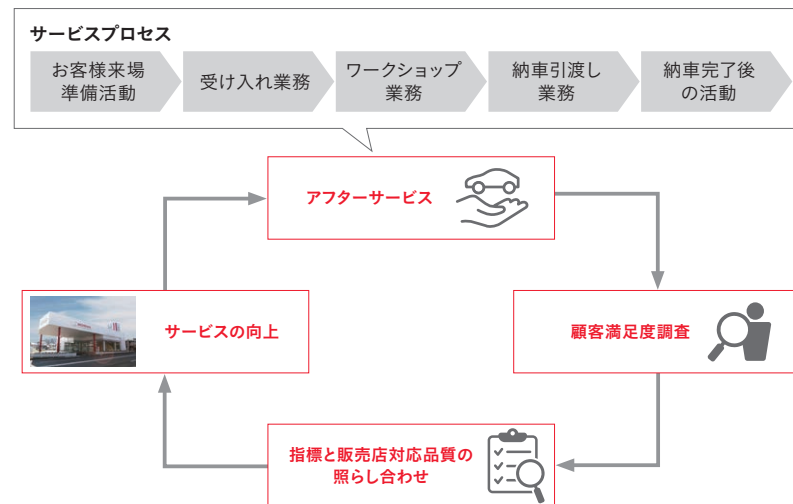 サービスプロセス
お客様来場
準備活動
受け入れ業務
ワークショップ
業務
納車引渡し
業務
納車完了後
の活動
アフターサービス
サービスの向上
顧客満足度調査
指標と販売店対応品質の
照らし合わせ